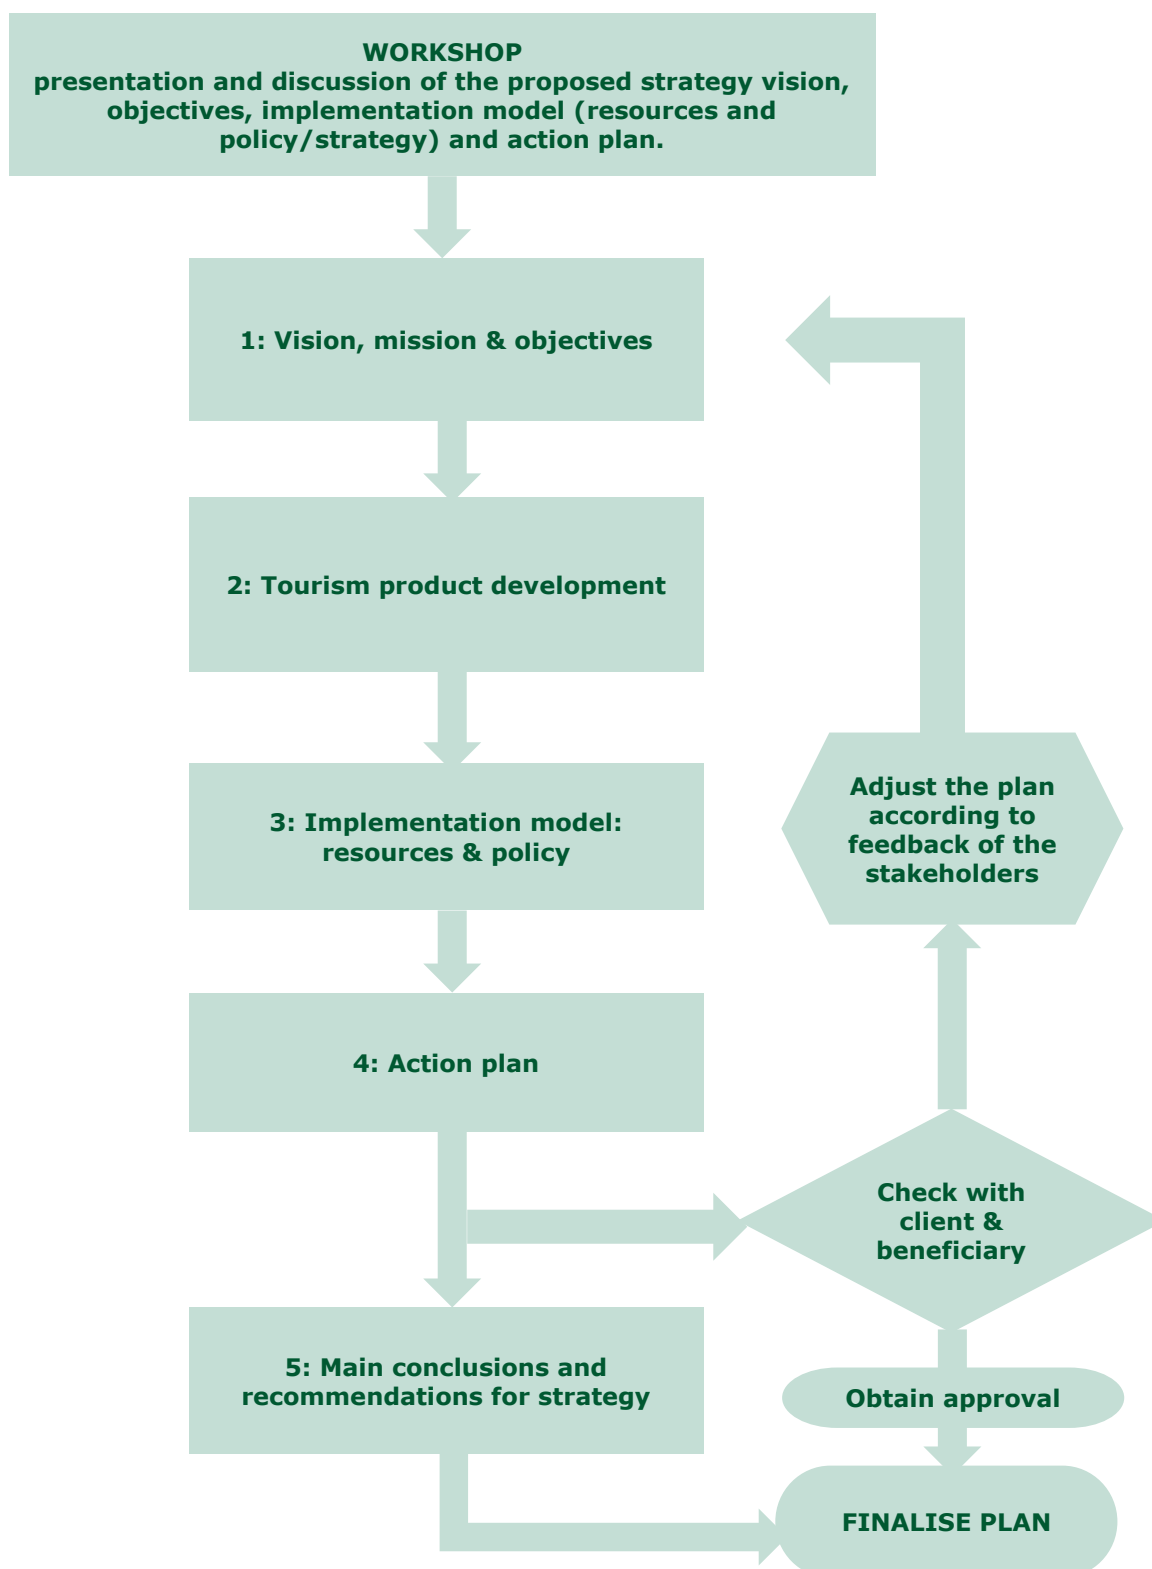 WORKSHOP
presentation and discussion of the proposed strategy vision,
objectives, implementation model (resources and
policy/strategy) and action plan.
1: Vision, mission & objectives
2: Tourism product development
3: Implementation model:
resources & policy
Adjust the plan
according to
feedback of the
stakeholders
4: Action plan
Check with
client &
beneficiary
5: Main conclusions and
recommendations for strategy
Obtain approval
FINALISE PLAN